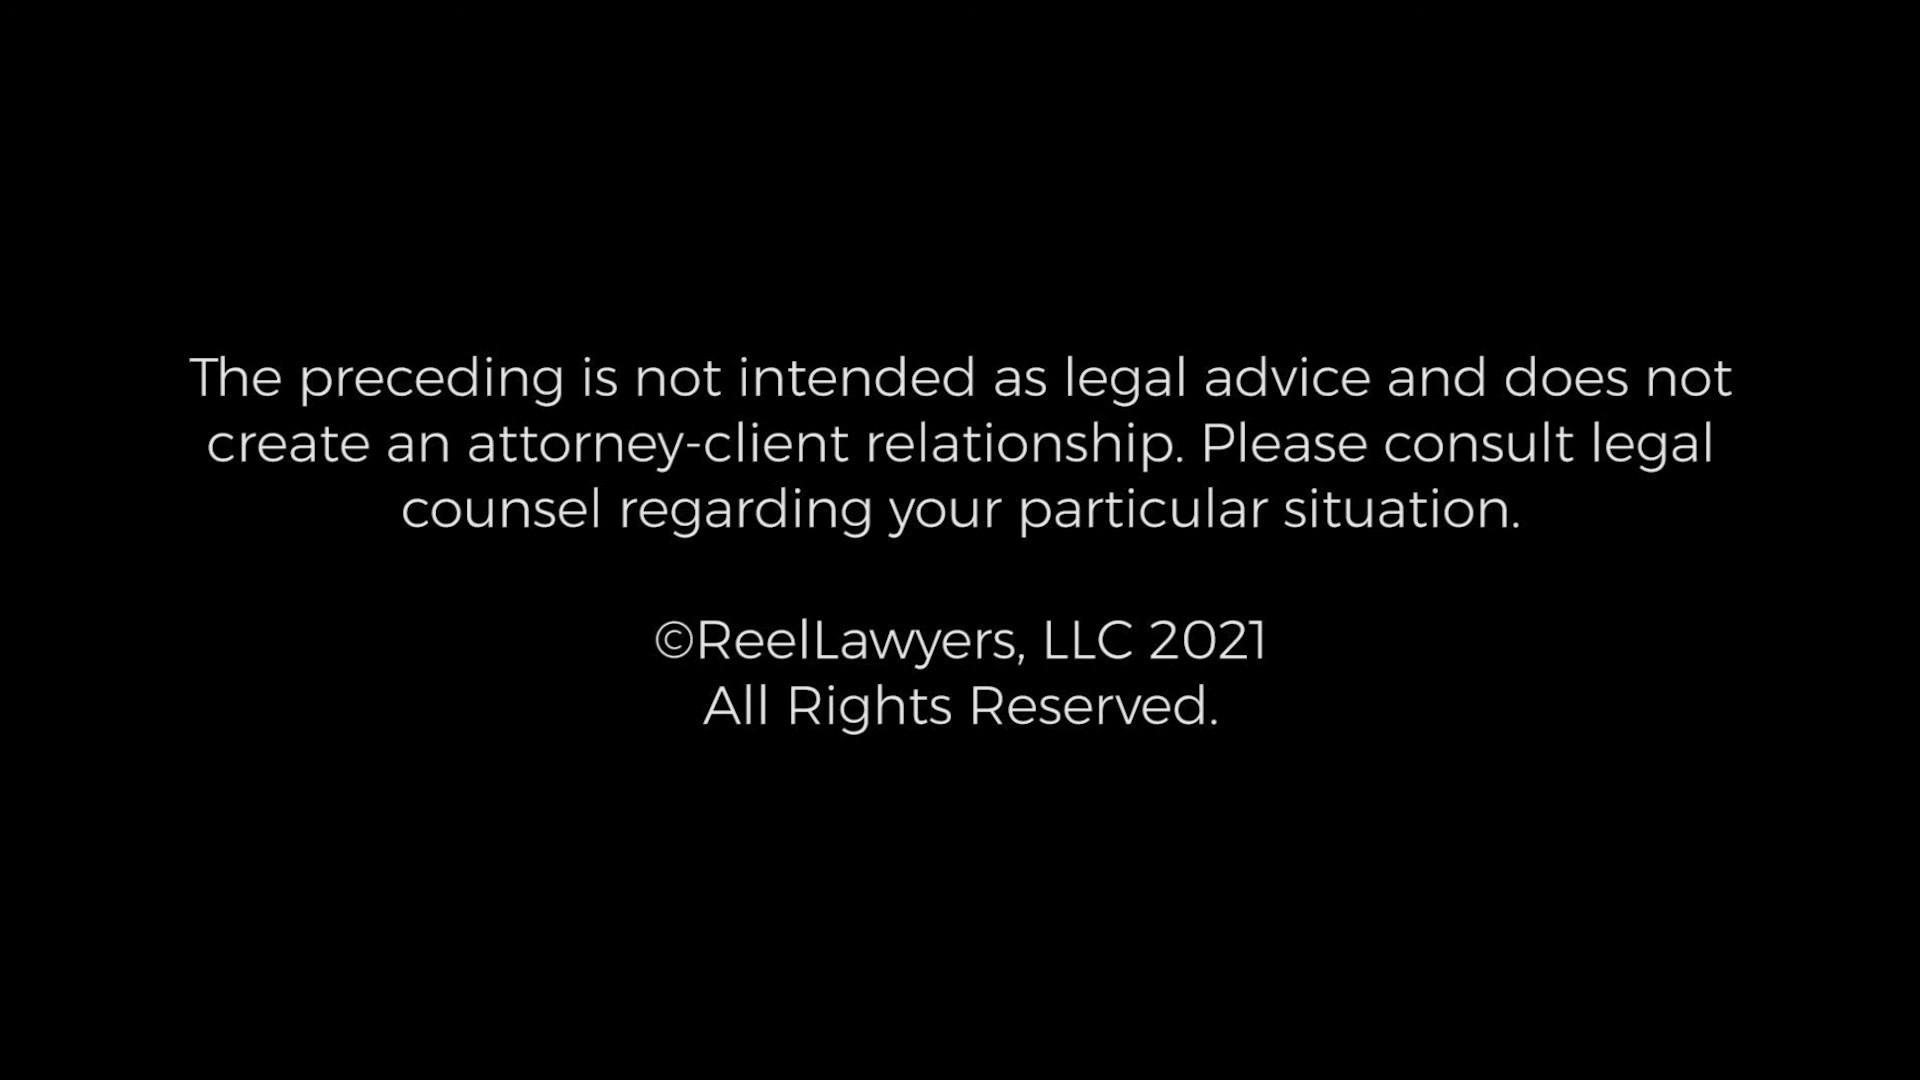 The preceding is not intended as legal advice and does not
create an attorney-client relationship. Please consult legal
counsel regarding your particular situation.
©ReelLawyers, LLC 2021
All Rights Reserved.